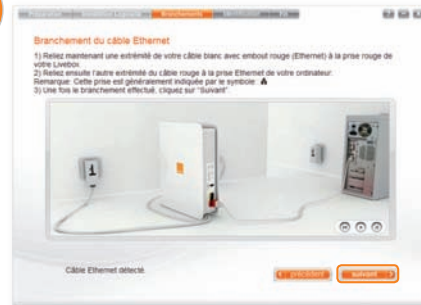 Branchements
Branchement du câble Ethernet
1) Reliez maintenant une extrémité de votre câble blanc avec embout rouge (Ethernet) à la prise rouge de
votre Livebox.
2) Reliez ensuite l'autre extrémité du câble rouge à la prise Ethernet de votre ordinateur.
Remarque: Cette prise est généralement indiquée par le symbole:
3) Une fois le branchement effectué, cliquez sur "Suivant".
Câble Ethernet détecté.
précédent
suivant